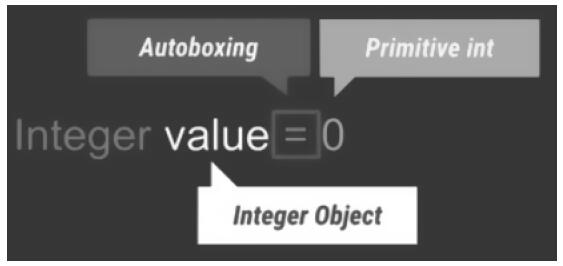 Autoboxing
Primitive int
Integer value = 0
Integer Object